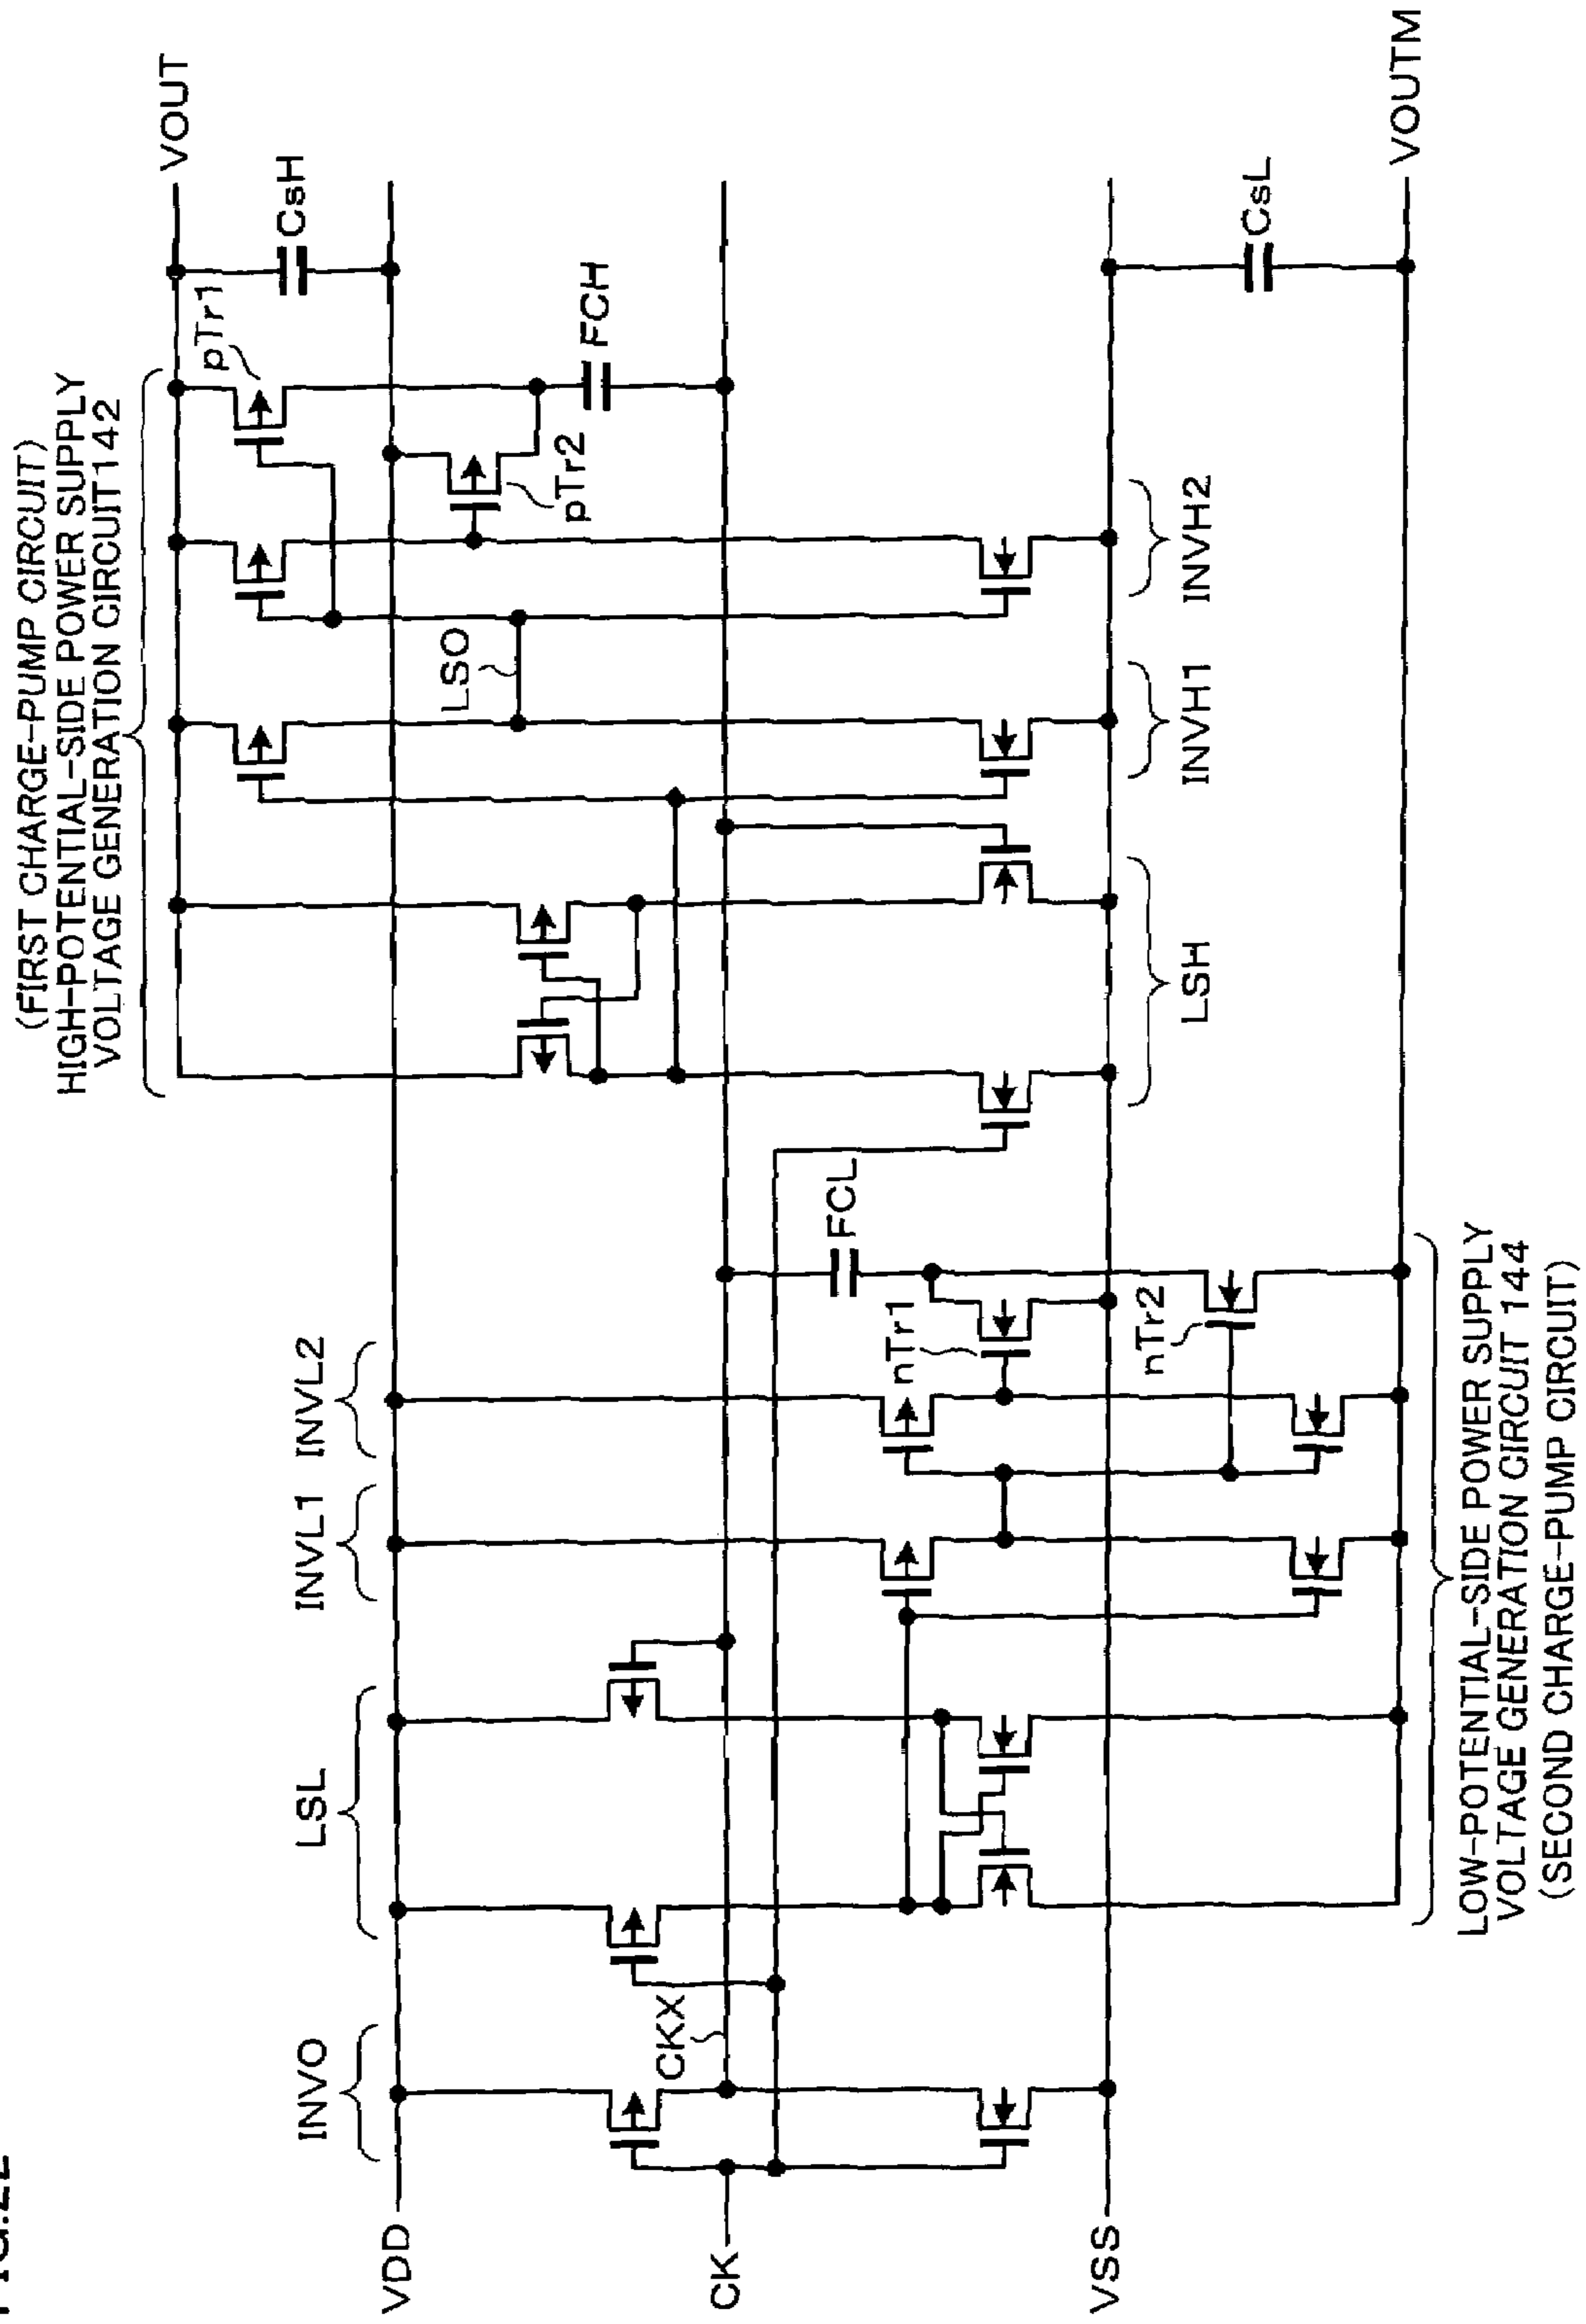 (FIRST CHARGE-PUMP CIRCUIT)
HIGH-POTENTIAL-SIDE POWER SUPPLY
VOLTAGE GENERATION CIRCUIT142
VOUT
CsH
pTr1
FCH
pTr2
LSO
INVH2
INVH1
LSH
CsL
VOUTM
INVO
LSL
INVL1
INVL2
FCL
nTr1
nTr2
CKX
VDD
CK
VSS
LOW-POTENTIAL-SIDE POWER SUPPLY
VOLTAGE GENERATION CIRCUIT 144
(SECOND CHARGE-PUMP CIRCUIT)